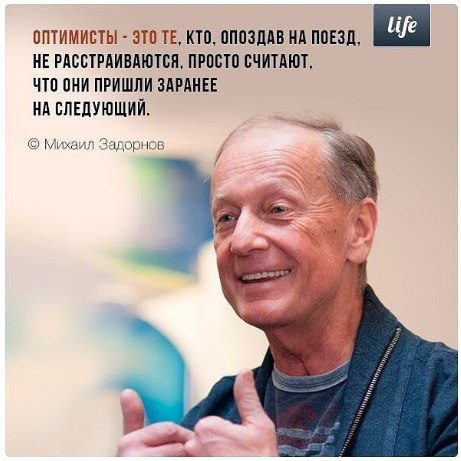 life
ОПТИМИСТЫ - ЭТО ТЕ, КТО, ОПОЗДАВ НА ПОЕЗД,
НЕ РАССТРАИВАЮТСЯ, ПРОСТО СЧИТАЮТ,
ЧТО ОНИ ПРИШЛИ ЗАРАНЕЕ
НА СЛЕДУЮЩИЙ.
© Михаил Задорнов